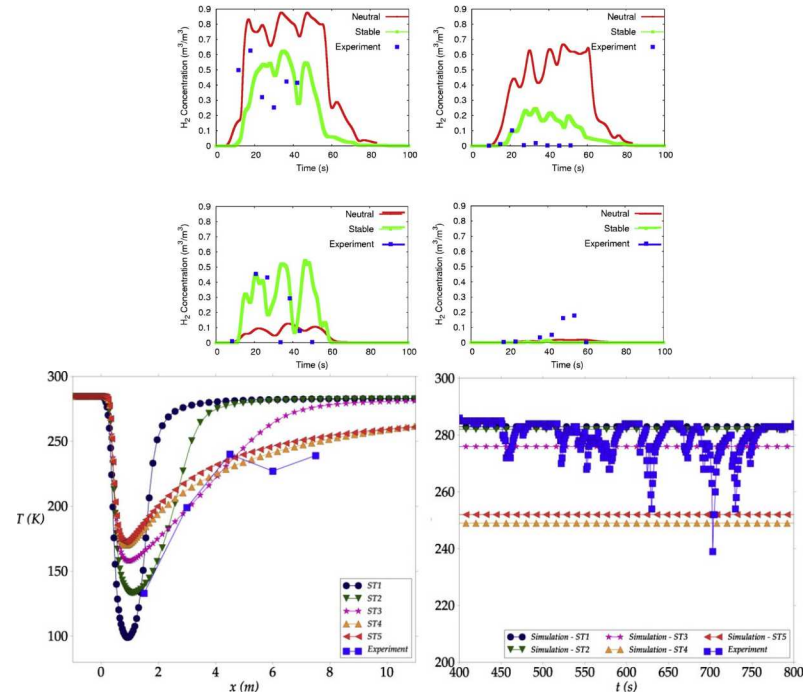 H2 Concentration (m3/m3)
0.9
0.8
0.7
0.6
0.5
0.4
0.3
0.2
0.1
0
Neutral
Stable
Experiment
0 20 40 60 80 100
Time (s)
H2 Concentration (m3/m3)
0.9
0.8
0.7
0.6
0.5
0.4
0.3
0.2
0.1
0
Neutral
Stable
Experiment
0 20 40 60 80 100
Time (s)
H2 Concentration (m3/m3)
0.9
0.8
0.7
0.6
0.5
0.4
0.3
0.2
0.1
0
Neutral
Stable
Experiment
0 20 40 60 80 100
Time (s)
H2 Concentration (m3/m3)
0.9
0.8
0.7
0.6
0.5
0.4
0.3
0.2
0.1
0
Neutral
Stable
Experiment
0 20 40 60 80 100
Time (s)
300
250
200
150
100
T (K)
ST1
ST2
ST3
ST4
ST5
Experiment
0 2 4 6 8 10
x (m)
300
280
260
240
220
200
Simulation - ST1 Simulation - ST3 Simulation - ST5
Simulation - ST2 Simulation - ST4 Experiment
400 450 500 550 600 650 700 750 800
t (s)